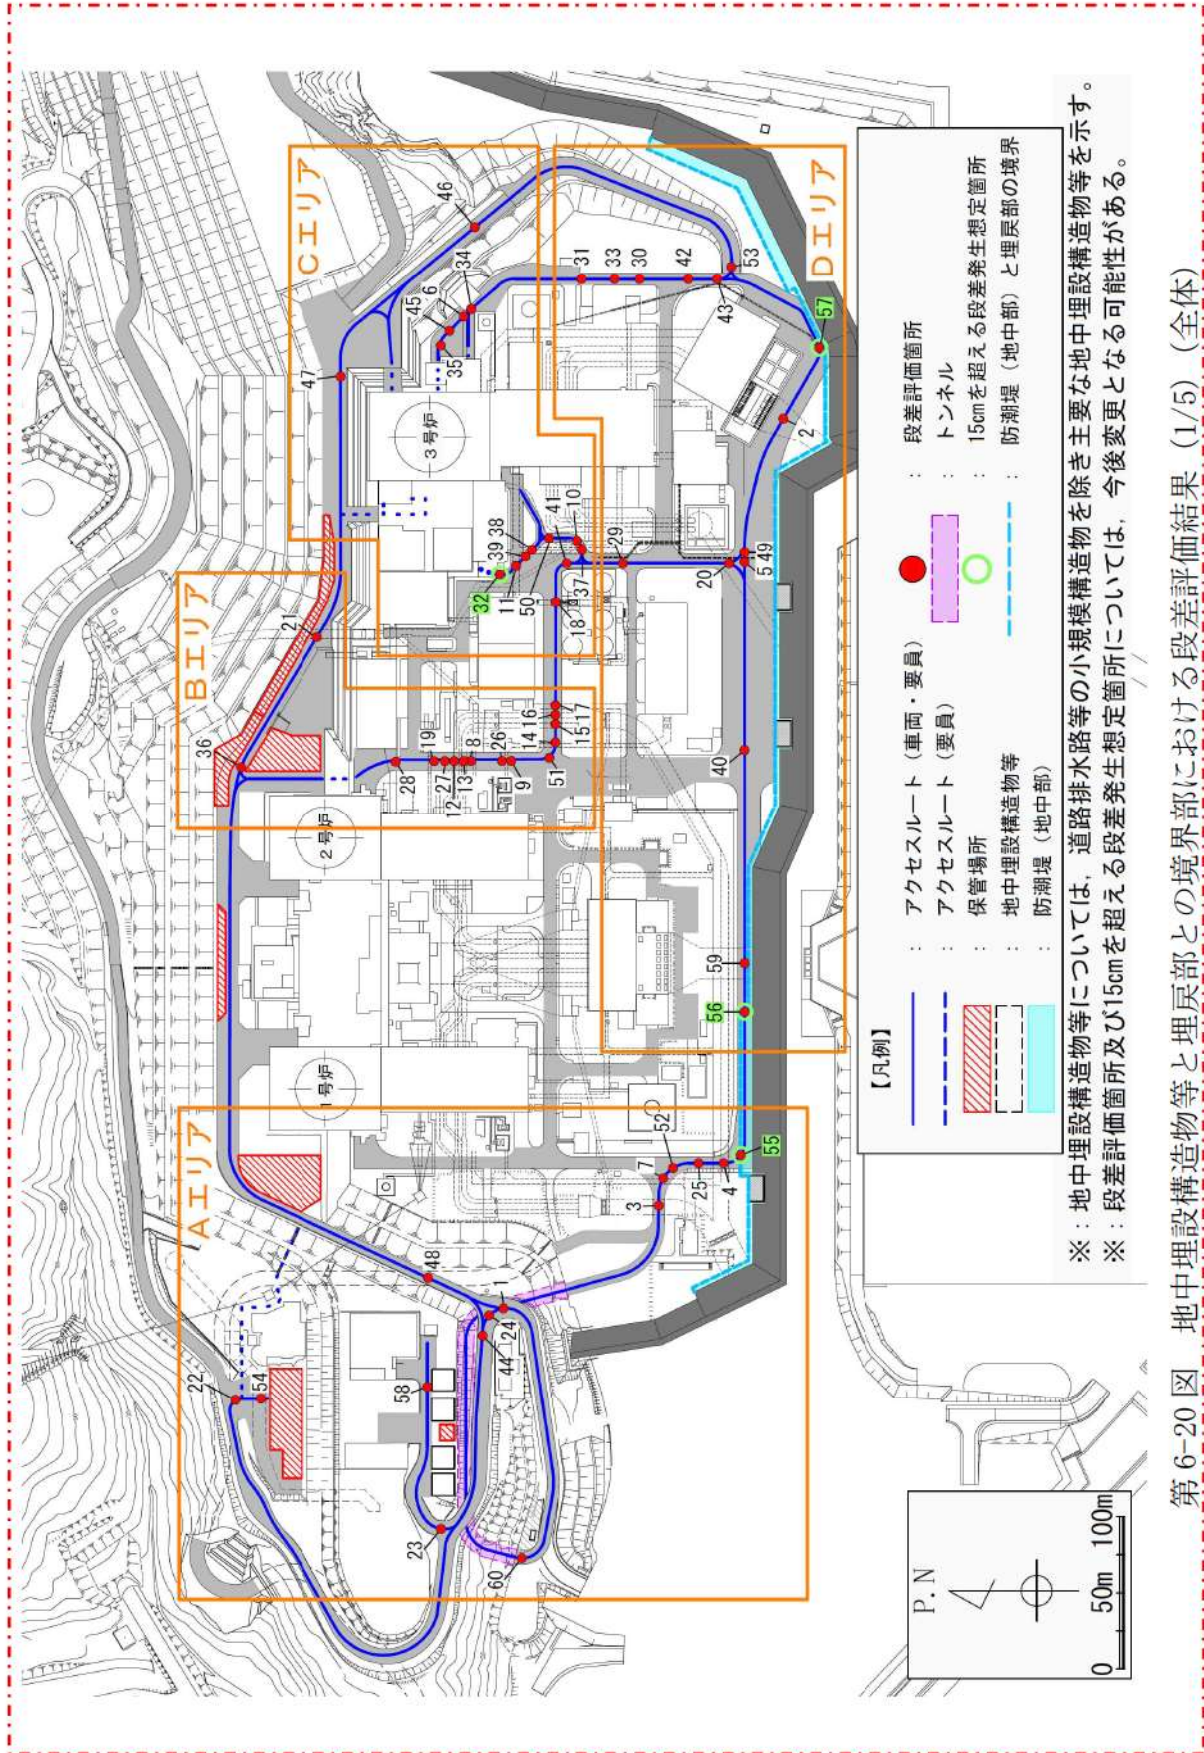 Aエリア
Bエリア
Cエリア
Dエリア
1号炉
2号炉
3号炉
22
54
58
23
60
44
24
1
48
3
7
52
25
4
55
56
59
40
36
21
28
19
27
12
13
8
26
9
51
14
15
16
17
18
37
50
11
32
39
38
41
10
29
20
5
49
2
57
43
53
42
30
33
31
34
6
45
35
46
47
【凡例】
： アクセスルート（車両・要員）
： アクセスルート（要員）
： 保管場所
： 地中埋設構造物等
： 防潮堤（地中部）
： 段差評価箇所
： トンネル
： 15cmを超える段差発生想定箇所
： 防潮堤（地中部）と埋戻部の境界
※：地中埋設構造物等については，道路排水路等の小規模構造物を除き主要な地中埋設構造物等を示す。
※：段差評価箇所及び15cmを超える段差発生想定箇所については，今後変更となる可能性がある。
P.N
0 50m 100m
第6-20図 地中埋設構造物等と埋戻部との境界部における段差評価結果（1/5）（全体）